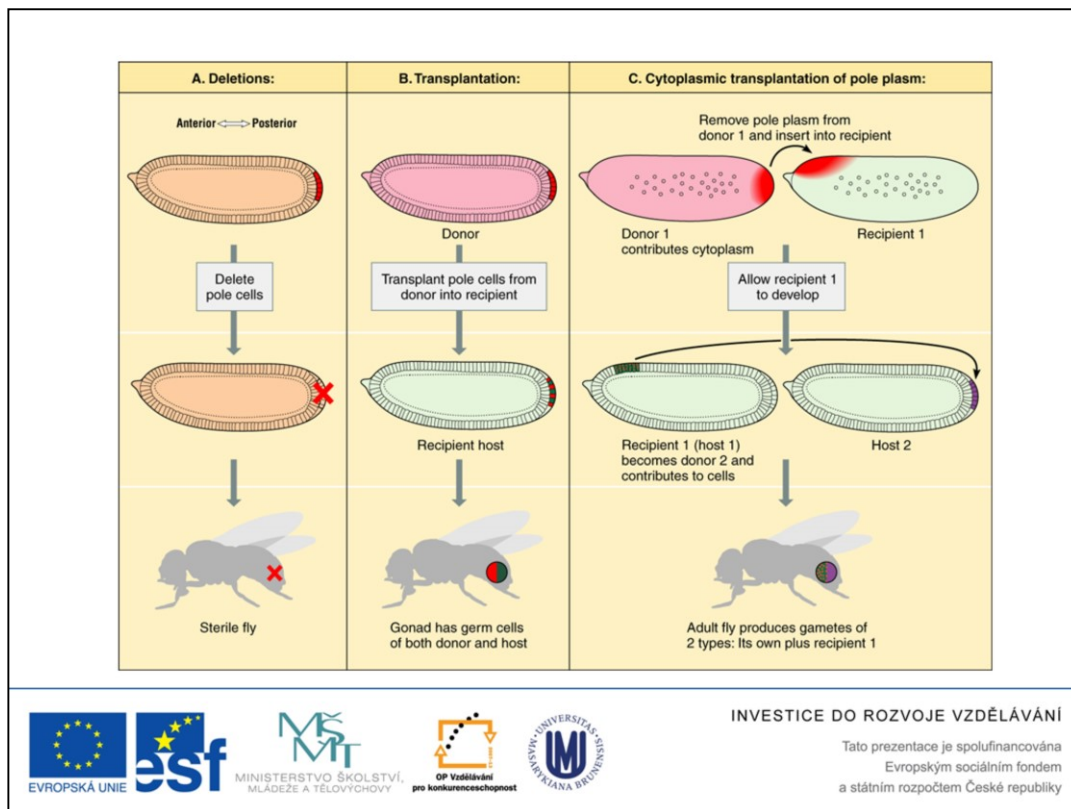 A. Deletions:
Anterior Posterior
Delete
pole cells
Sterile fly
B. Transplantation:
Donor
Transplant pole cells from
donor into recipient
Recipient host
Gonad has germ cells
of both donor and host
C. Cytoplasmic transplantation of pole plasm:
Remove pole plasm from
donor 1 and insert into recipient
Donor 1
contributes cytoplasm
Recipient 1
Allow recipient 1
to develop
Recipient 1 (host 1)
becomes donor 2 and
contributes to cells
Host 2
Adult fly produces gametes of
2 types: Its own plus recipient 1
EVROPSKÁ UNIE
esf
MŠMT
MINISTERSTVO ŠKOLSTVÍ,
MLÁDEŽE A TĚLOVÝCHOVY
OP Vzdělávání
pro konkurenceschopnost
UNIVERSITAS MASARYKIANA BRUNENSIS
INVESTICE DO ROZVOJE VZDĚLÁVÁNÍ
Tato prezentace je spolufinancována
Evropským sociálním fondem
a státním rozpočtem České republiky